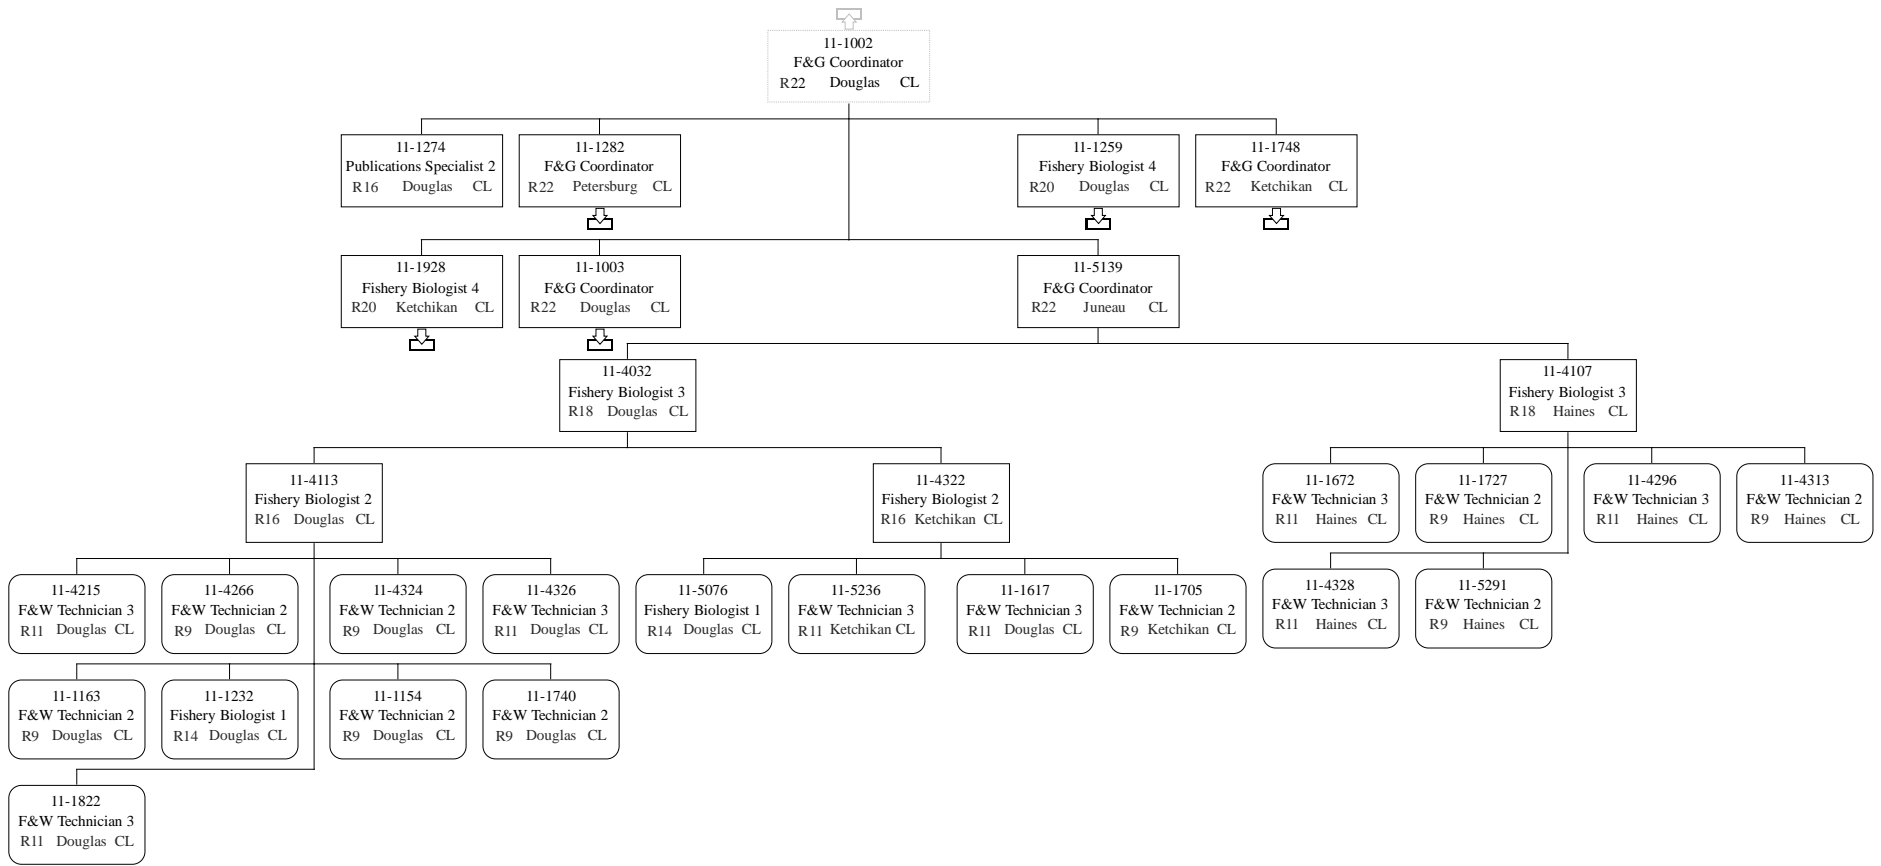 11-1002
F&G Coordinator
R22 Douglas CL
11-1274
Publications Specialist 2
R16 Douglas CL
11-1282
F&G Coordinator
R22 Petersburg CL
11-1259
Fishery Biologist 4
R20 Douglas CL
11-1748
F&G Coordinator
R22 Ketchikan CL
11-1928
Fishery Biologist 4
R20 Ketchikan CL
11-1003
F&G Coordinator
R22 Douglas CL
11-5139
F&G Coordinator
R22 Juneau CL
11-4032
Fishery Biologist 3
R18 Douglas CL
11-4107
Fishery Biologist 3
R18 Haines CL
11-4113
Fishery Biologist 2
R16 Douglas CL
11-4322
Fishery Biologist 2
R16 Ketchikan CL
11-1672
F&W Technician 3
R11 Haines CL
11-1727
F&W Technician 2
R9 Haines CL
11-4296
F&W Technician 3
R11 Haines CL
11-4313
F&W Technician 2
R9 Haines CL
11-4215
F&W Technician 3
R11 Douglas CL
11-4266
F&W Technician 2
R9 Douglas CL
11-4324
F&W Technician 2
R9 Douglas CL
11-4326
F&W Technician 3
R11 Douglas CL
11-5076
Fishery Biologist 1
R14 Douglas CL
11-5236
F&W Technician 3
R11 Ketchikan CL
11-1617
F&W Technician 3
R11 Douglas CL
11-1705
F&W Technician 2
R9 Ketchikan CL
11-4328
F&W Technician 3
R11 Haines CL
11-5291
F&W Technician 2
R9 Haines CL
11-1163
F&W Technician 2
R9 Douglas CL
11-1232
Fishery Biologist 1
R14 Douglas CL
11-1154
F&W Technician 2
R9 Douglas CL
11-1740
F&W Technician 2
R9 Douglas CL
11-1822
F&W Technician 3
R11 Douglas CL